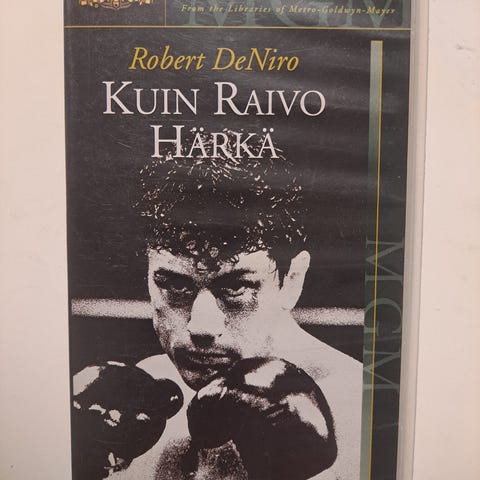 From the Libraries of Metro-Goldwyn-Mayer
Robert DeNiro
KUIN RAIVO
HÄRKÄ
MGM